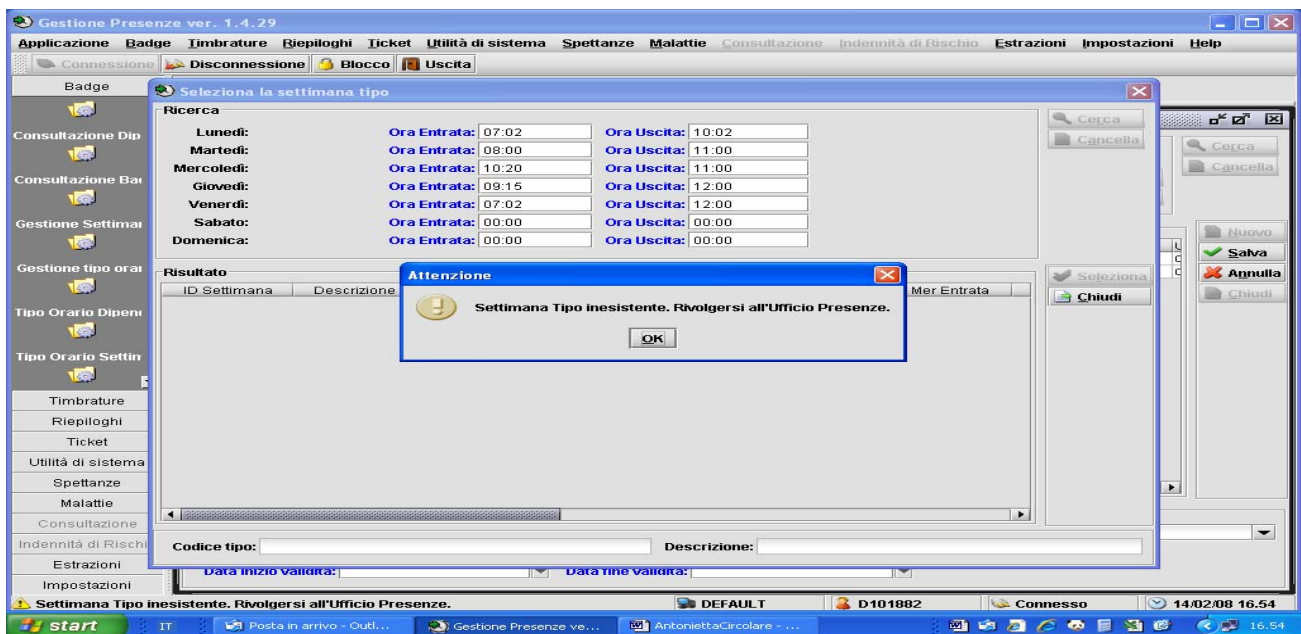 Gestione Presenze ver. 1.4.29
Applicazione Badge Timbrature Riepiloghi Ticket Utilità di sistema Spettanze Malattie Consultazione Indennità di Rischio Estrazioni Impostazioni Help
Connessione Disconnessione Blocco Uscita
Badge
Consultazione Dip
Consultazione Bad
Gestione Settiman
Gestione tipo orar
Tipo Orario Dipend
Tipo Orario Settim
Timbrature
Riepiloghi
Ticket
Utilità di sistema
Spettanze
Malattie
Consultazione
Indennità di Rischi
Estrazioni
Impostazioni
Seleziona la settimana tipo
Ricerca
Lunedì: Ora Entrata: 07:02 Ora Uscita: 10:02
Martedì: Ora Entrata: 08:00 Ora Uscita: 11:00
Mercoledì: Ora Entrata: 10:20 Ora Uscita: 11:00
Giovedì: Ora Entrata: 09:15 Ora Uscita: 12:00
Venerdì: Ora Entrata: 07:02 Ora Uscita: 12:00
Sabato: Ora Entrata: 00:00 Ora Uscita: 00:00
Domenica: Ora Entrata: 00:00 Ora Uscita: 00:00
Cerca
Cancella
Risultato
ID Settimana Descrizione Mer Entrata
Seleziona
Chiudi
Attenzione
Settimana Tipo inesistente. Rivolgersi all'Ufficio Presenze.
OK
Codice tipo: Descrizione:
Data inizio validità: Data fine validità:
Cerca
Cancella
Nuovo
Salva
Annulla
Chiudi
Settimana Tipo inesistente. Rivolgersi all'Ufficio Presenze. DEFAULT D101882 Connesso 14/02/08 16.54
start IT Posta in arrivo - Outl... Gestione Presenze ve... AntoniettaCircolare - ... 16.54